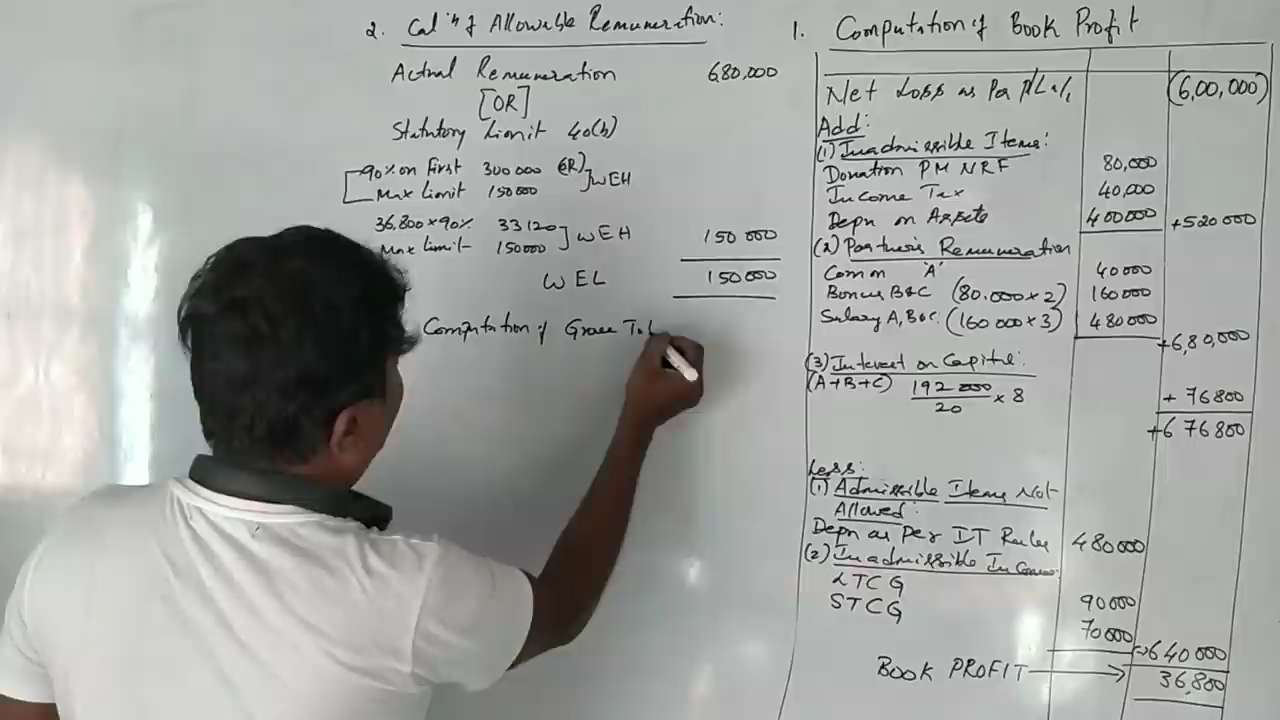 2. Cal'n of Allowable Remuneration:
Actual Remuneration 680,000
[OR]
Statutory Limit 40(b)
90% on First 300000 (OR)
Max Limit 150000
WEH
36,800 x 90% 33120
Max Limit 150000
WEH 150000
WEL 150000
Computation of Gross Tot
1. Computation of Book Profit
Net Loss as Per P/L a/c (6,00,000)
Add:
(1) Inadmissible Items:
Donation PM NRF 80,000
Income Tax 40,000
Depn on Assets 400000 +520000
(2) Partner's Remuneration
Comm 'A' 40000
Bonus B&C (80.000 x 2) 160000
Salary A, B & C (160000 x 3) 480000
+6,80,000
(3) Interest on Capital:
(A+B+C) 192000/20 x 8
+ 76800
+676800
Less:
(1) Admissible Items Not
Allowed:
Depn as Per IT Rules 480000
(2) Inadmissible Incomes:
LTCG 90000
STCG 70000
(-)640000
BOOK PROFIT → 36,800